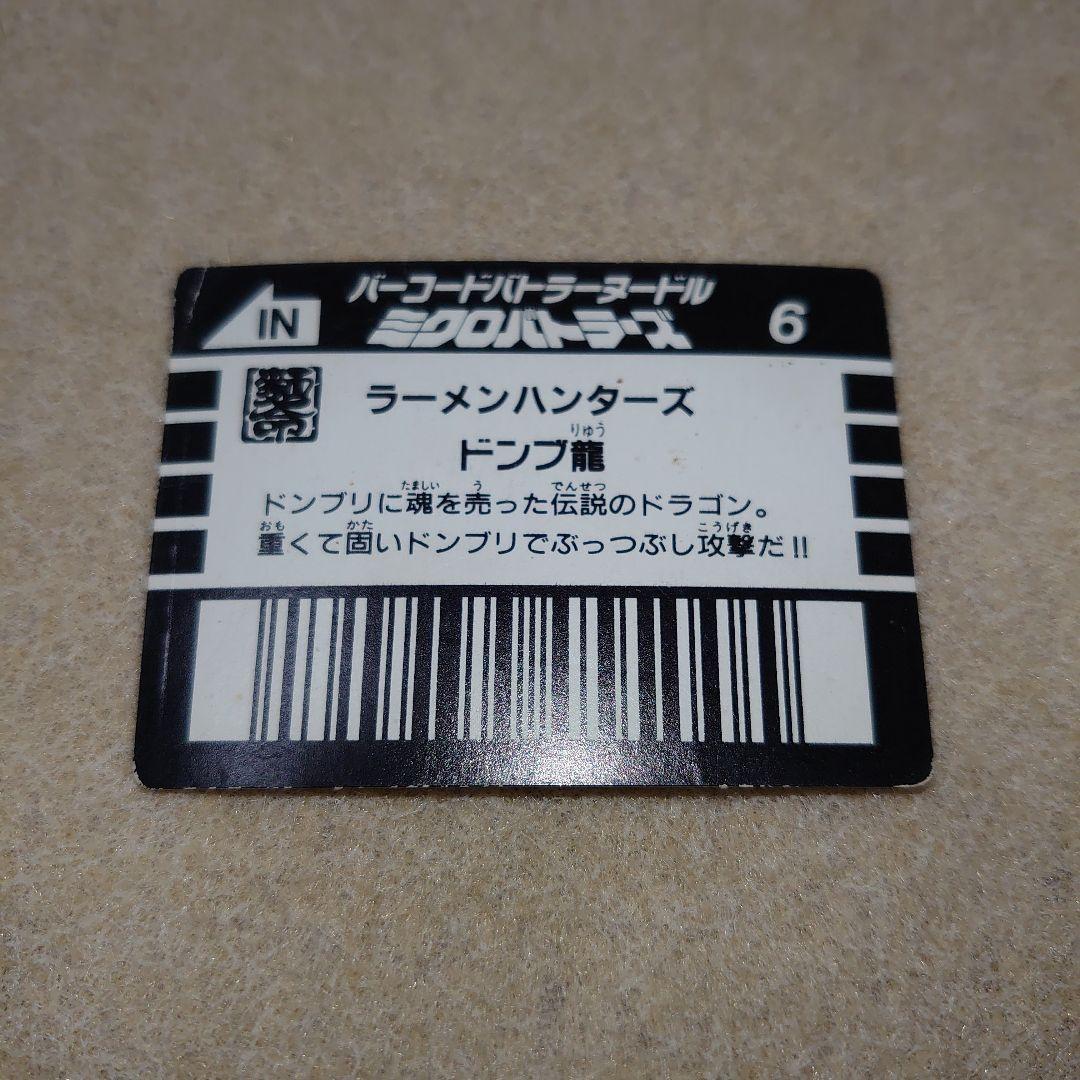 バーコードバトラーヌードル
IN
ミクロバトラーズ
6
麺命
ラーメンハンターズ
りゅう
ドンブ龍
たましい う でんせつ
ドンブリに魂を売った伝説のドラゴン。
おも かた こうげき
重くて固いドンブリでぶっつぶし攻撃だ!!